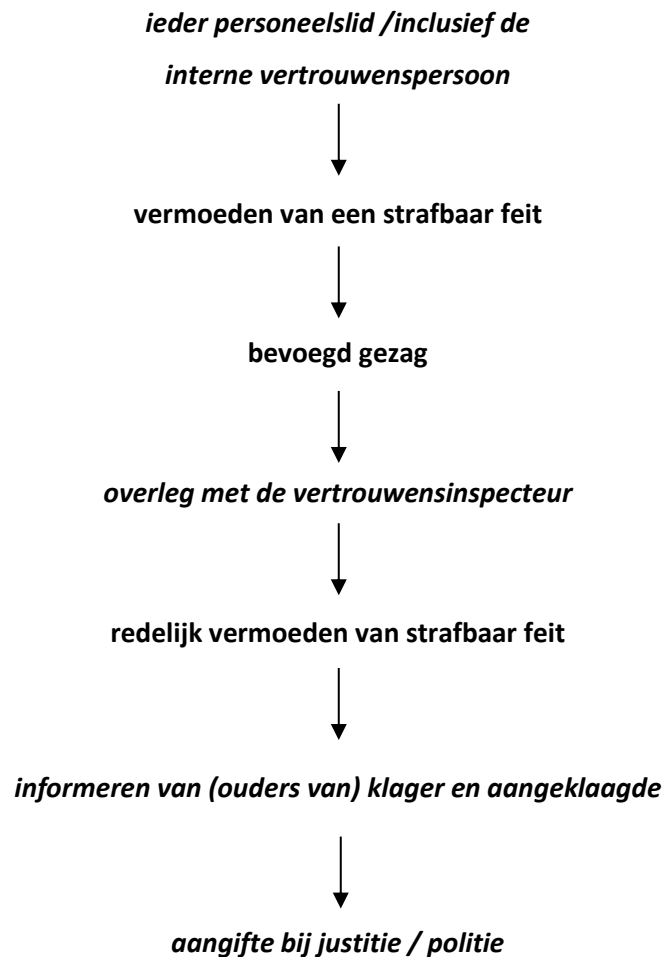 ieder personeelslid /inclusief de
interne vertrouwenspersoon
vermoeden van een strafbaar feit
bevoegd gezag
overleg met de vertrouwensinspecteur
redelijk vermoeden van strafbaar feit
informeren van (ouders van) klager en aangeklaagde
aangifte bij justitie / politie